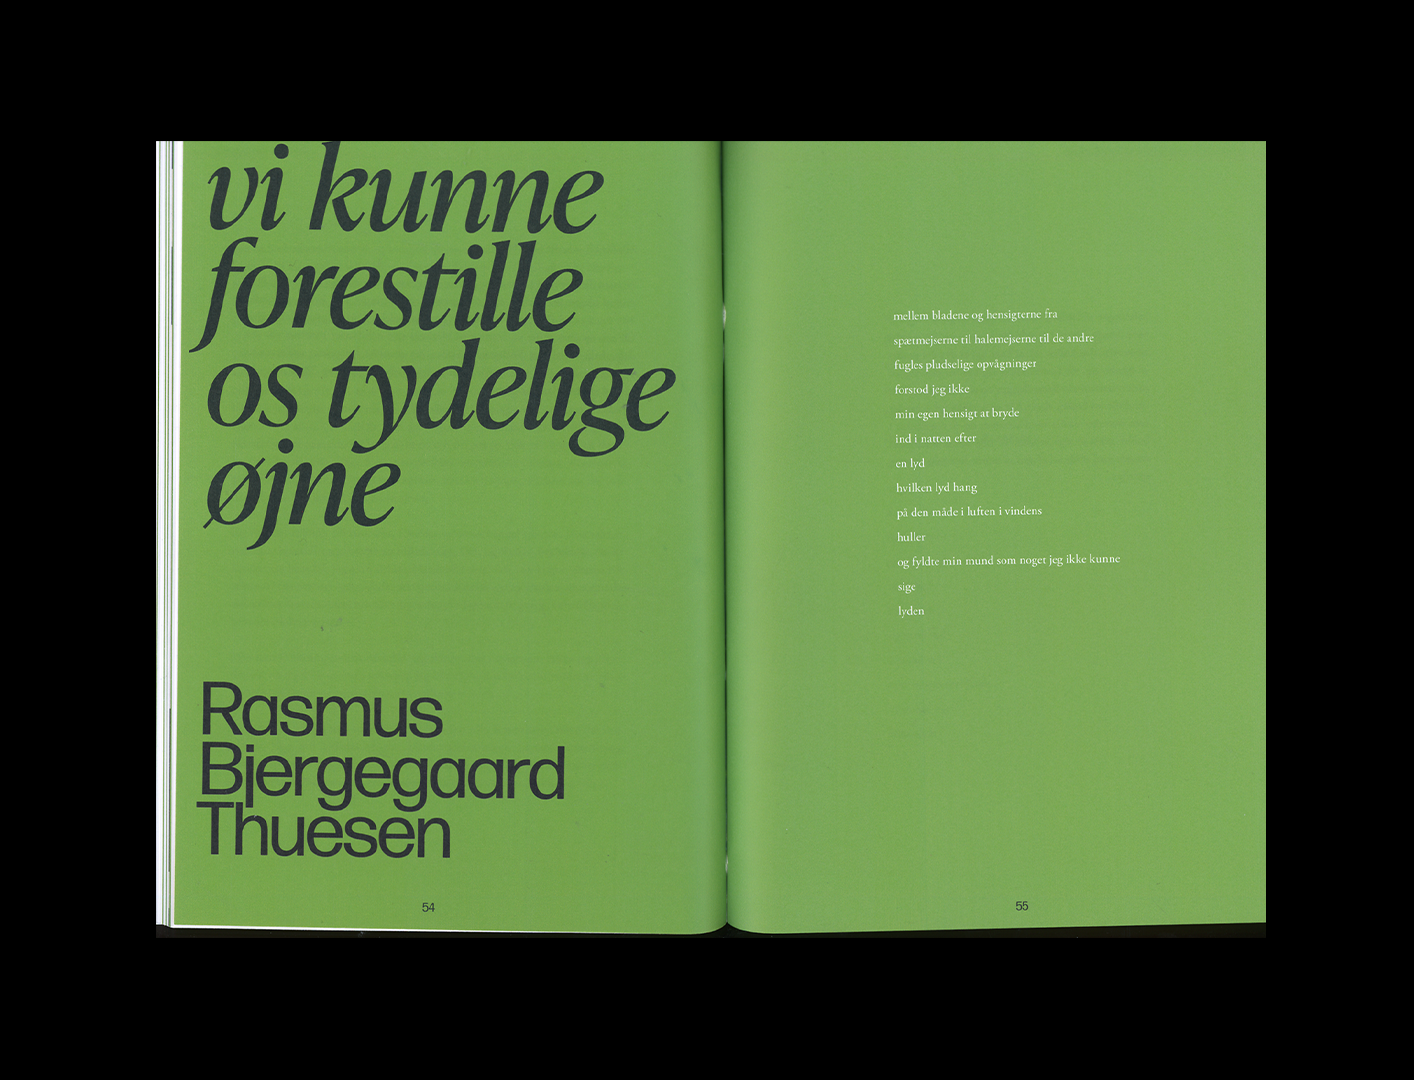 vi kunne
forestille
os tydelige
øjne
Rasmus
Bjergegaard
Thuesen
54
mellem bladene og hensigterne fra
spætmejserne til halemejserne til de andre
fugles pludselige opvågninger
forstod jeg ikke
min egen hensigt at bryde
ind i natten efter
en lyd
hvilken lyd hang
på den måde i luften i vindens
huller
og fyldte min mund som noget jeg ikke kunne
sige
lyden
55